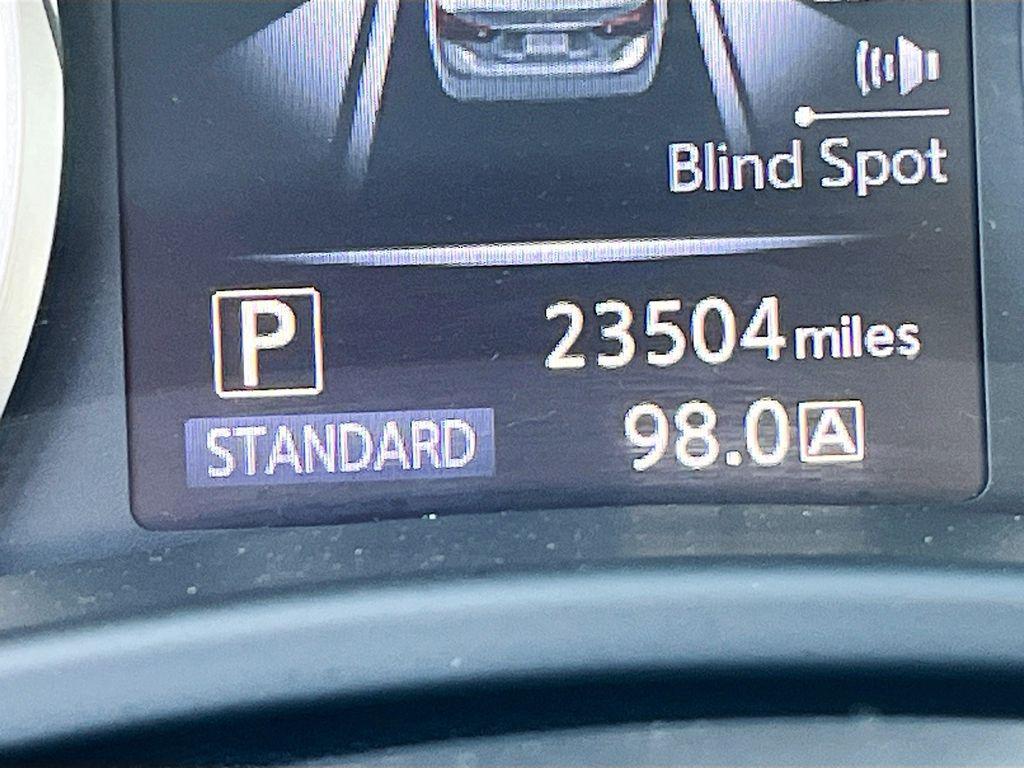 Blind Spot
P 23504 miles
STANDARD 98.0 A